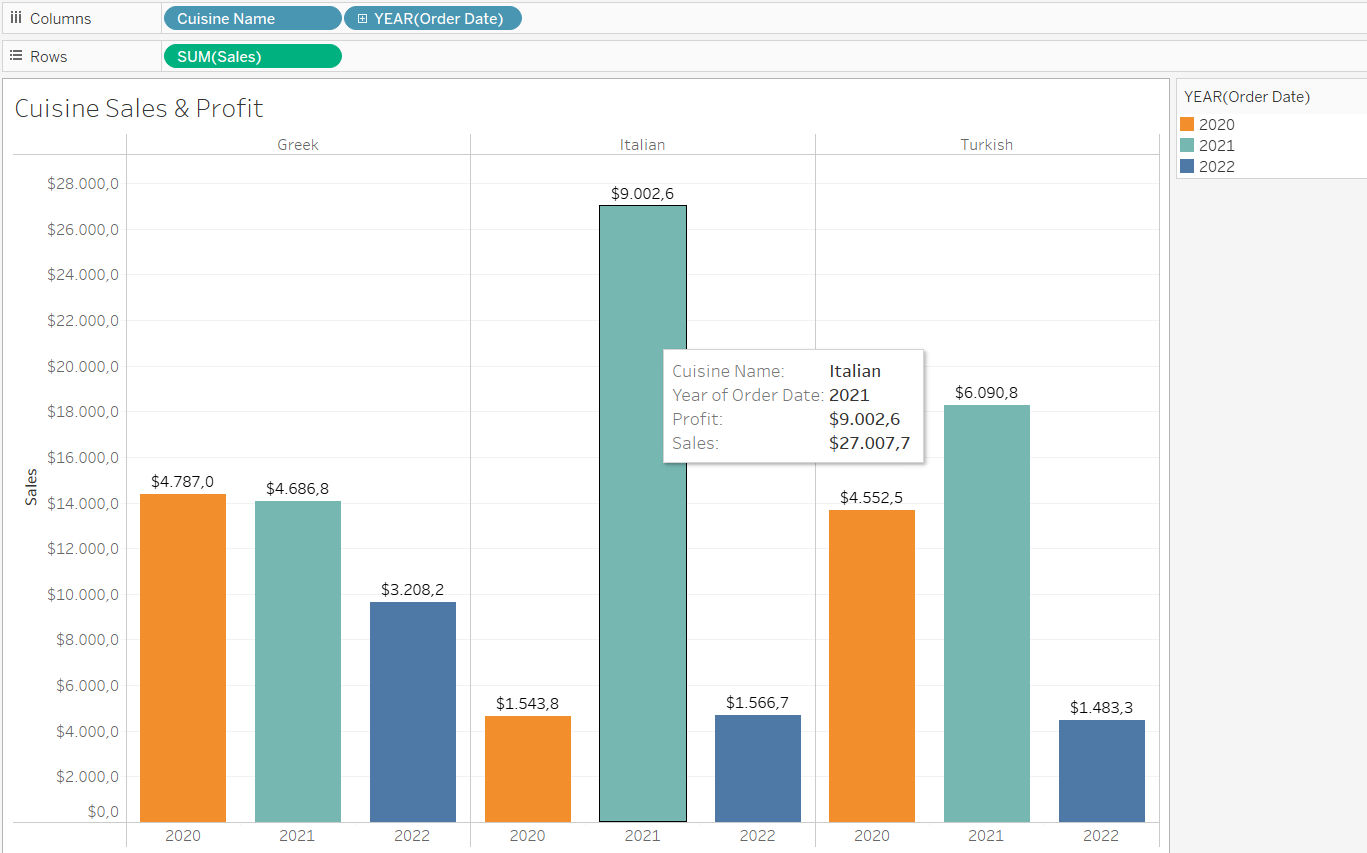 Columns Cuisine Name YEAR(Order Date)
Rows SUM(Sales)
Cuisine Sales & Profit
YEAR(Order Date)
2020
2021
2022
Greek Italian Turkish
$28.000,0
$26.000,0
$24.000,0
$22.000,0
$20.000,0
$18.000,0
$16.000,0
$14.000,0
$12.000,0
$10.000,0
$8.000,0
$6.000,0
$4.000,0
$2.000,0
$0,0
Sales
$4.787,0
$4.686,8
$3.208,2
$1.543,8
$9.002,6
$1.566,7
$4.552,5
$6.090,8
$1.483,3
Cuisine Name: Italian
Year of Order Date: 2021
Profit: $9.002,6
Sales: $27.007,7
2020 2021 2022 2020 2021 2022 2020 2021 2022